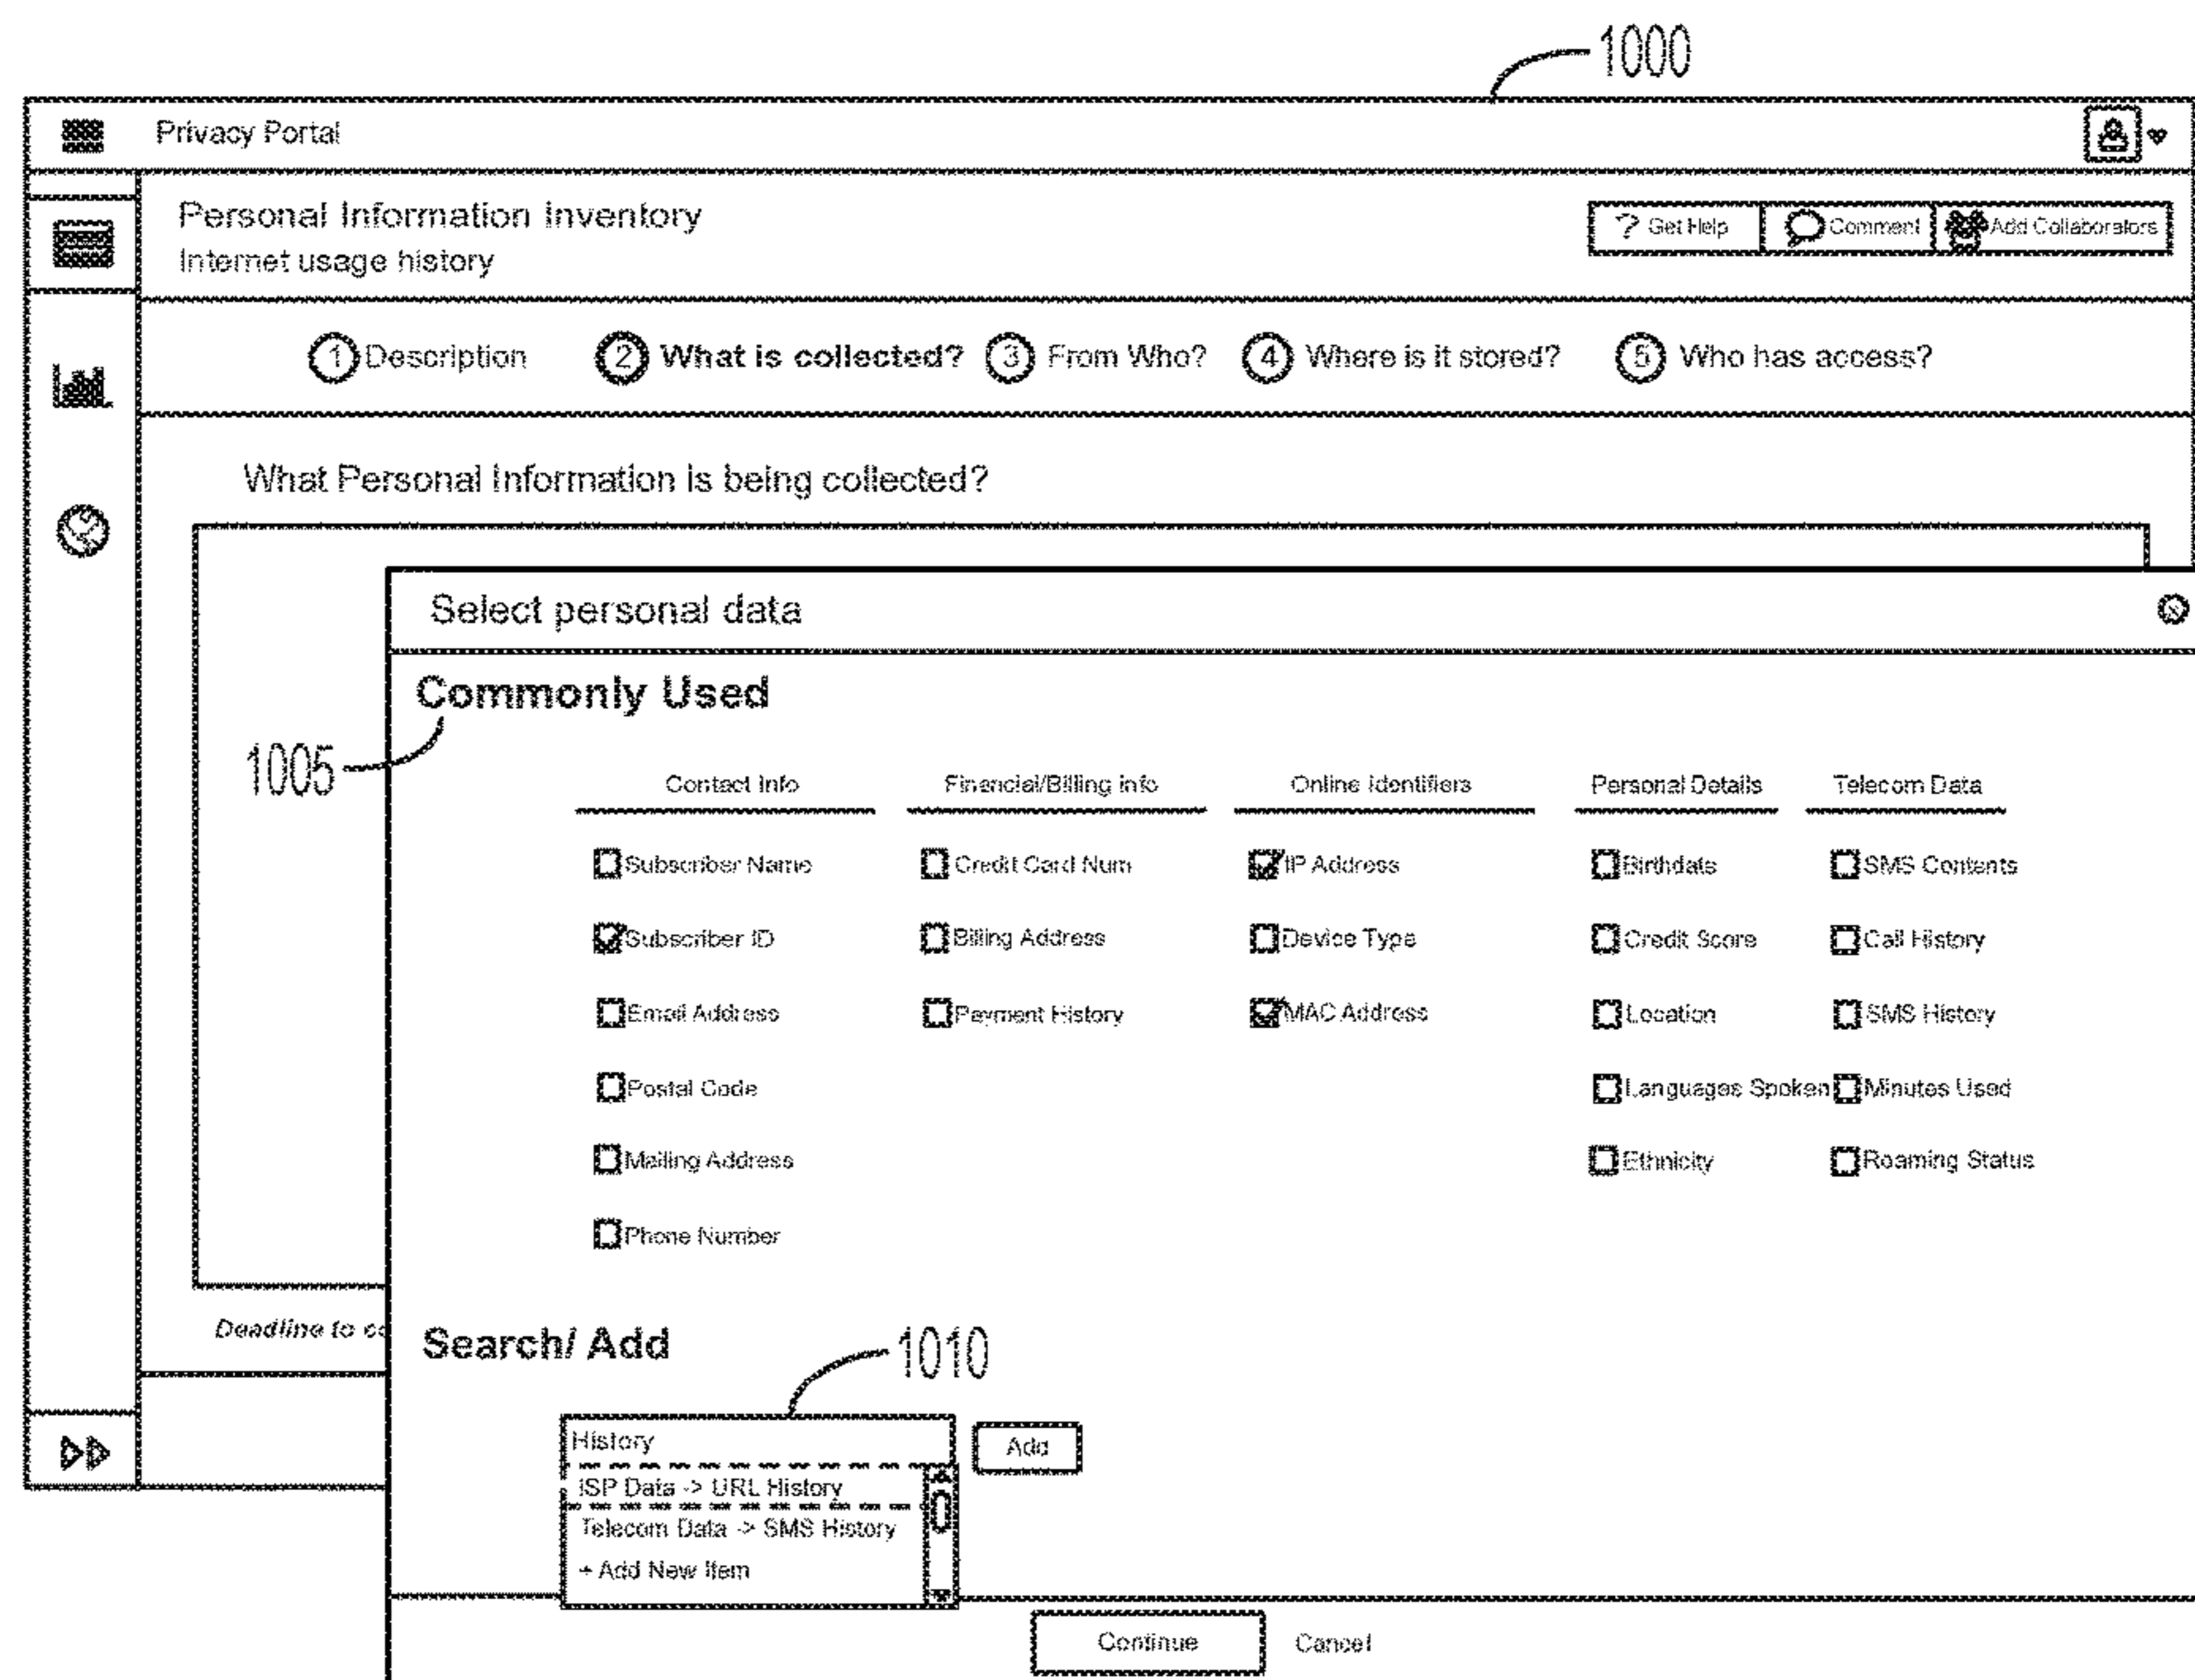 1000
Privacy Portal
Personal Information Inventory
Internet usage history
? Get Help Comment Add Collaborators
1 Description 2 What is collected? 3 From Who? 4 Where is it stored? 5 Who has access?
What Personal Information is being collected?
Select personal data
Commonly Used
1005
Contact Info Financial/Billing info Online Identifiers Personal Details Telecom Data
Subscriber Name Credit Card Num IP Address Birthdate SMS Contents
Subscriber ID Billing Address Device Type Credit Score Call History
Email Address Payment History MAC Address Location SMS History
Postal Code Languages Spoken Minutes Used
Mailing Address Ethnicity Roaming Status
Phone Number
Deadline to co
Search/ Add
1010
History Add
ISP Data -> URL History
Telecom Data -> SMS History
+ Add New Item
Continue Cancel